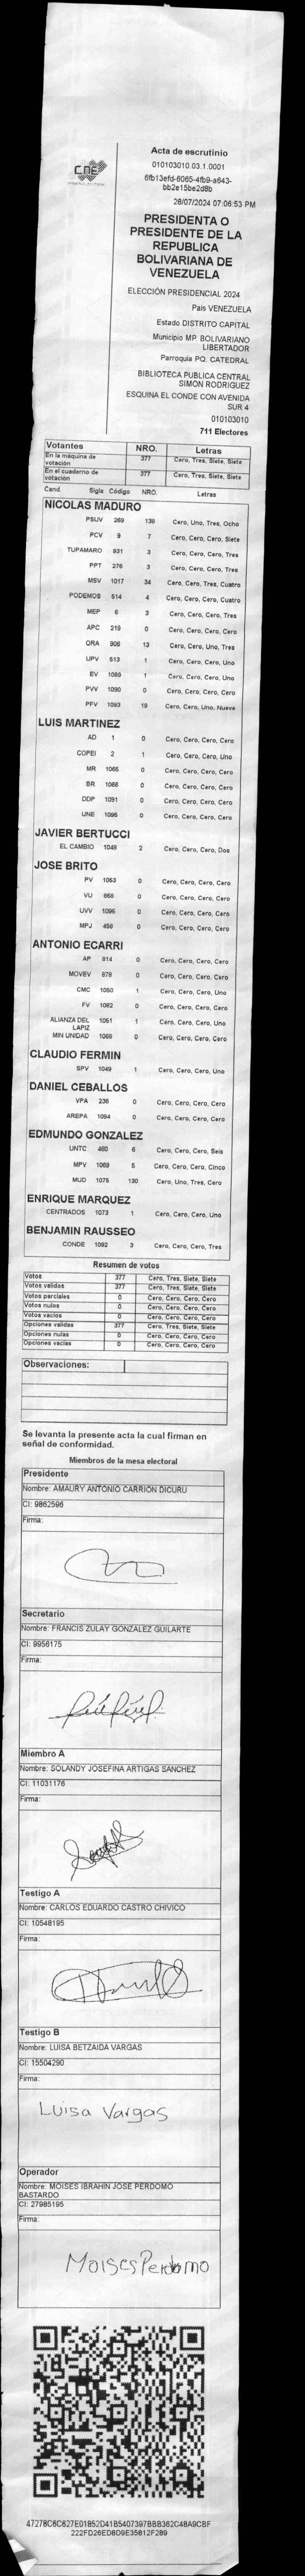 CNE
Acta de escrutinio
010103010.03.1.0001
6fb13efd-6065-4fb9-a643-
bb2e15be2d8b
28/07/2024 07:06:53 PM
PRESIDENTA O
PRESIDENTE DE LA
REPUBLICA
BOLIVARIANA DE
VENEZUELA
ELECCIÓN PRESIDENCIAL 2024
Pais VENEZUELA
Estado DISTRITO CAPITAL
Municipio MP. BOLIVARIANO
LIBERTADOR
Parroquia PQ. CATEDRAL
BIBLIOTECA PUBLICA CENTRAL
SIMON RODRIGUEZ
ESQUINA EL CONDE CON AVENIDA
SUR 4
010103010
711 Electores
Votantes NRO. Letras
En la máquina de votación 377 Cero, Tres, Siete, Siete
En el cuaderno de votación 377 Cero, Tres, Siete, Siete
Cand. Sigla Código NRO. Letras
NICOLAS MADURO
PSUV 269 138 Cero, Uno, Tres, Ocho
PCV 9 7 Cero, Cero, Cero, Siete
TUPAMARO 931 3 Cero, Cero, Cero, Tres
PPT 276 3 Cero, Cero, Cero, Tres
MSV 1017 34 Cero, Cero, Tres, Cuatro
PODEMOS 514 4 Cero, Cero, Cero, Cuatro
MEP 6 3 Cero, Cero, Cero, Tres
APC 219 0 Cero, Cero, Cero, Cero
ORA 906 13 Cero, Cero, Uno, Tres
UPV 613 1 Cero, Cero, Cero, Uno
EV 1089 1 Cero, Cero, Cero, Uno
PVV 1090 0 Cero, Cero, Cero, Cero
PFV 1093 19 Cero, Cero, Uno, Nueve
LUIS MARTINEZ
AD 1 0 Cero, Cero, Cero, Cero
COPEI 2 1 Cero, Cero, Cero, Uno
MR 1065 0 Cero, Cero, Cero, Cero
BR 1066 0 Cero, Cero, Cero, Cero
DDP 1091 0 Cero, Cero, Cero, Cero
UNE 1095 0 Cero, Cero, Cero, Cero
JAVIER BERTUCCI
EL CAMBIO 1048 2 Cero, Cero, Cero, Dos
JOSE BRITO
PV 1063 0 Cero, Cero, Cero, Cero
VU 868 0 Cero, Cero, Cero, Cero
UVV 1096 0 Cero, Cero, Cero, Cero
MPJ 458 0 Cero, Cero, Cero, Cero
ANTONIO ECARRI
AP 814 0 Cero, Cero, Cero, Cero
MOVEV 878 0 Cero, Cero, Cero, Cero
CMC 1050 1 Cero, Cero, Cero, Uno
FV 1062 0 Cero, Cero, Cero, Cero
ALIANZA DEL LAPIZ 1051 1 Cero, Cero, Cero, Uno
MIN UNIDAD 1068 0 Cero, Cero, Cero, Cero
CLAUDIO FERMIN
SPV 1049 1 Cero, Cero, Cero, Uno
DANIEL CEBALLOS
VPA 236 0 Cero, Cero, Cero, Cero
AREPA 1094 0 Cero, Cero, Cero, Cero
EDMUNDO GONZALEZ
UNTC 460 6 Cero, Cero, Cero, Seis
MPV 1069 5 Cero, Cero, Cero, Cinco
MUD 1075 130 Cero, Uno, Tres, Cero
ENRIQUE MARQUEZ
CENTRADOS 1073 1 Cero, Cero, Cero, Uno
BENJAMIN RAUSSEO
CONDE 1092 3 Cero, Cero, Cero, Tres
Resumen de votos
Votos 377 Cero, Tres, Siete, Siete
Votos validos 377 Cero, Tres, Siete, Siete
Votos parciales 0 Cero, Cero, Cero, Cero
Votos nulos 0 Cero, Cero, Cero, Cero
Votos vacios 0 Cero, Cero, Cero, Cero
Opciones validas 377 Cero, Tres, Siete, Siete
Opciones nulas 0 Cero, Cero, Cero, Cero
Opciones vacias 0 Cero, Cero, Cero, Cero
Observaciones:
Se levanta la presente acta la cual firman en
señal de conformidad.
Miembros de la mesa electoral
Presidente
Nombre: AMAURY ANTONIO CARRION DICURU
CI: 9862596
Firma:
Secretario
Nombre: FRANCIS ZULAY GONZALEZ GUILARTE
CI: 9956175
Firma:
Miembro A
Nombre: SOLANDY JOSEFINA ARTIGAS SANCHEZ
CI: 11031176
Firma:
Testigo A
Nombre: CARLOS EDUARDO CASTRO CHIVICO
CI: 10548195
Firma:
Testigo B
Nombre: LUISA BETZAIDA VARGAS
CI: 15504290
Firma:
Luisa Vargas
Operador
Nombre: MOISES IBRAHIN JOSE PERDOMO
BASTARDO
CI: 27985195
Firma:
Moises Perdomo
47278C6C627E01852D41B5407397BBB362C48A9CBF
222FD26ED8D9E35812F289